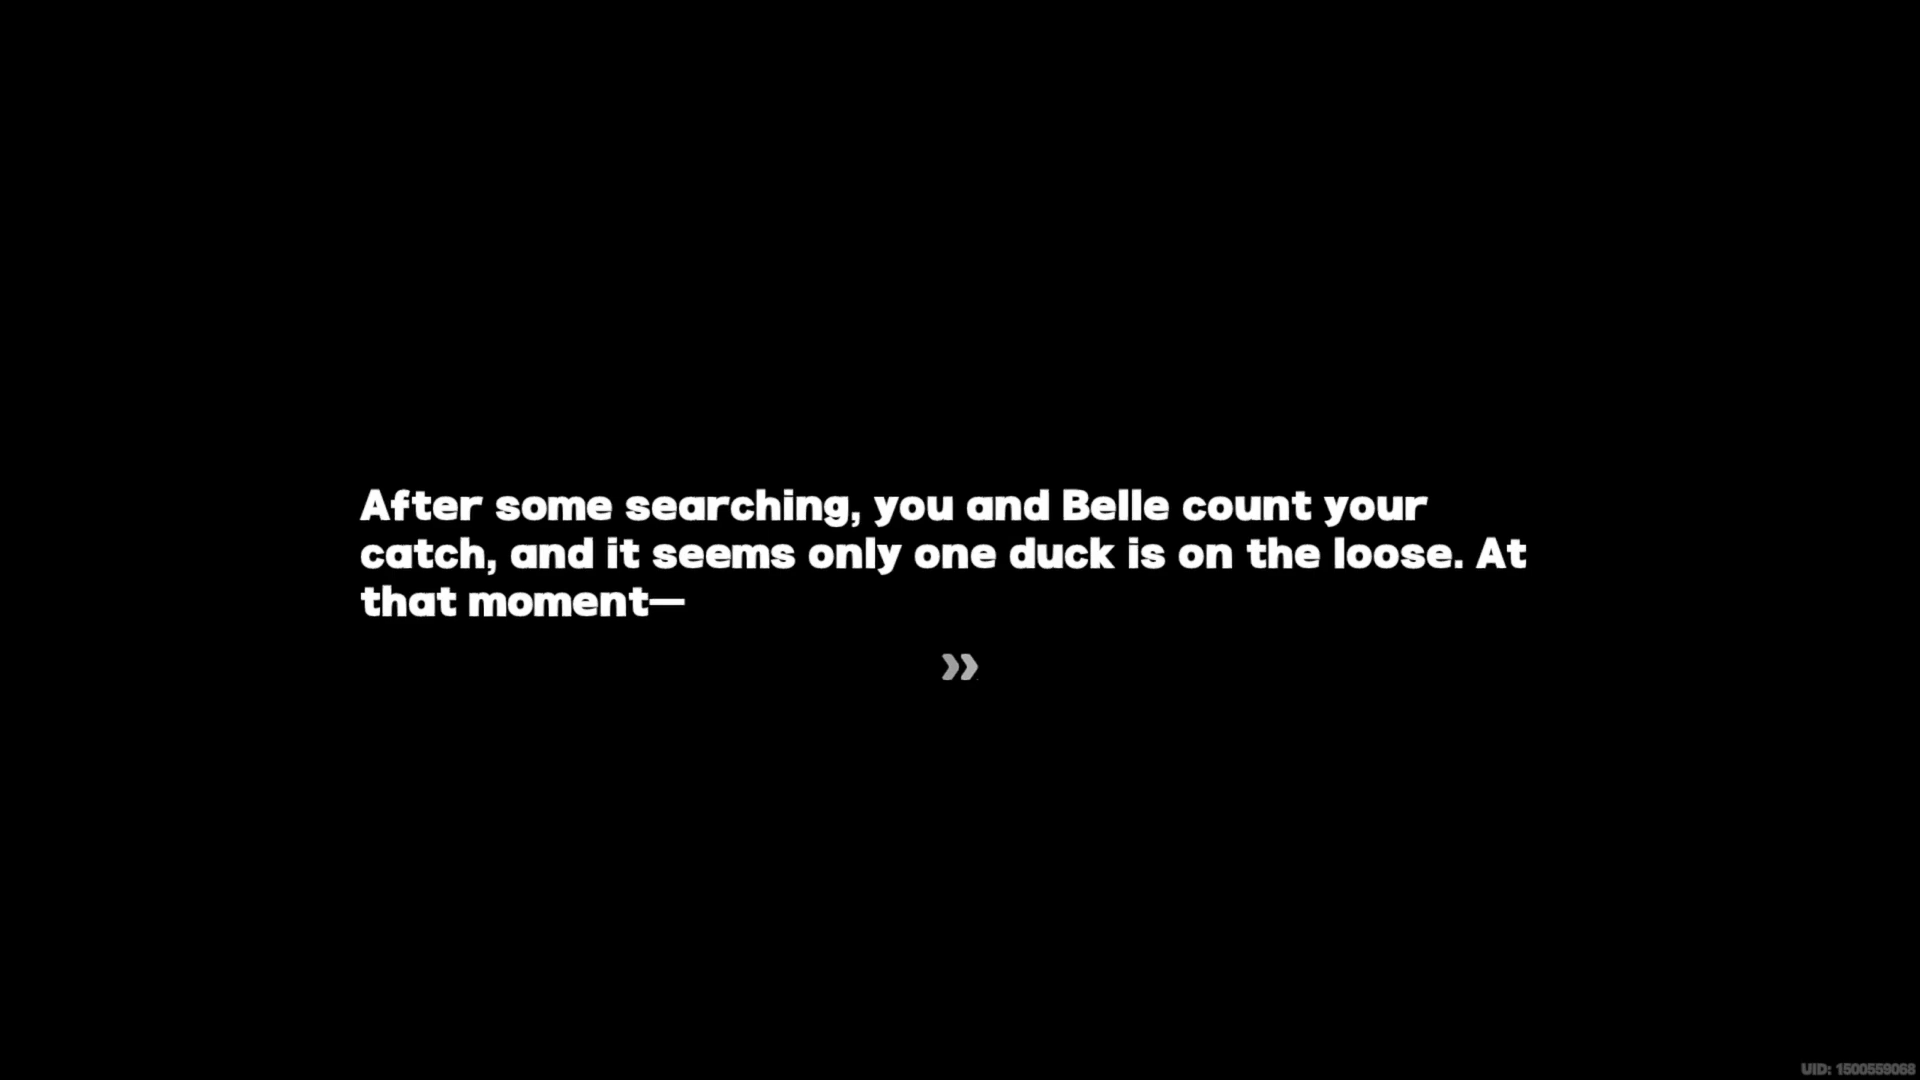 After some searching, you and Belle count your
catch, and it seems only one duck is on the loose. At
that moment—
UID: 1500559068